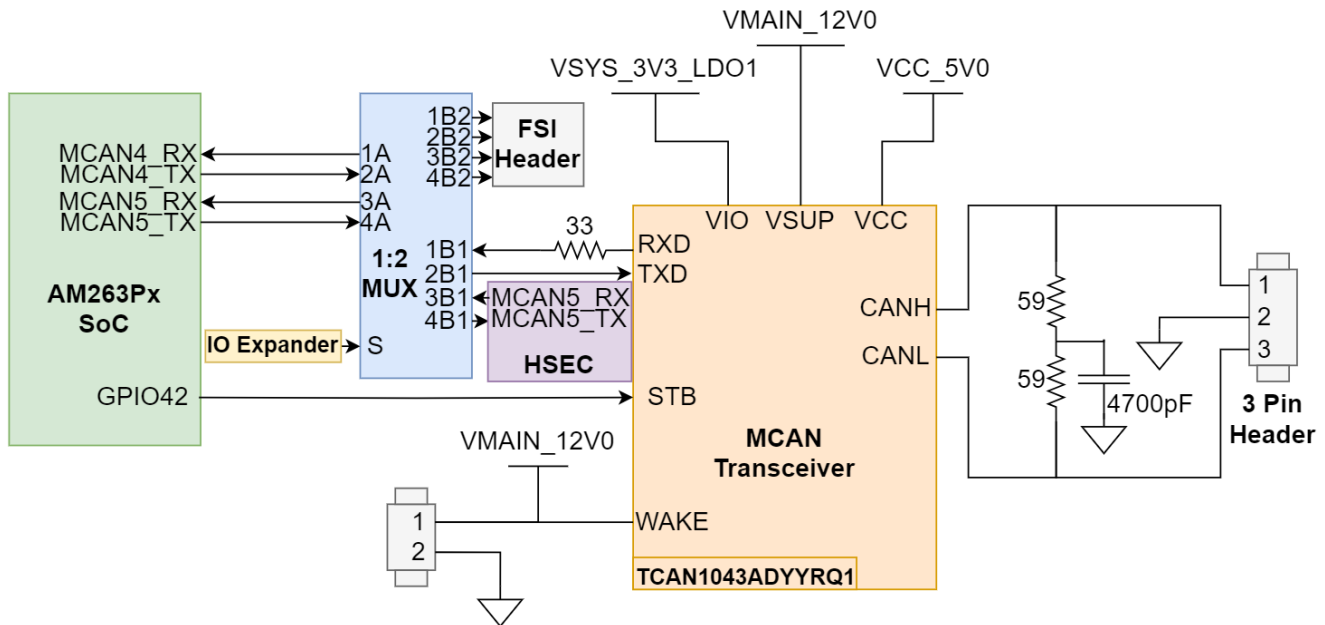 VMAIN_12V0
VSYS_3V3_LDO1
VCC_5V0
MCAN4_RX
MCAN4_TX
MCAN5_RX
MCAN5_TX
AM263Px
SoC
GPIO42
IO Expander
1A
2A
3A
4A
1:2
MUX
S
1B2
2B2
3B2
4B2
1B1
2B1
3B1
4B1
FSI
Header
33
MCAN5_RX
MCAN5_TX
HSEC
VIO
VSUP
VCC
RXD
TXD
CANH
CANL
STB
MCAN
Transceiver
WAKE
TCAN1043ADYYRQ1
VMAIN_12V0
1
2
59
59
4700pF
1
2
3
3 Pin
Header